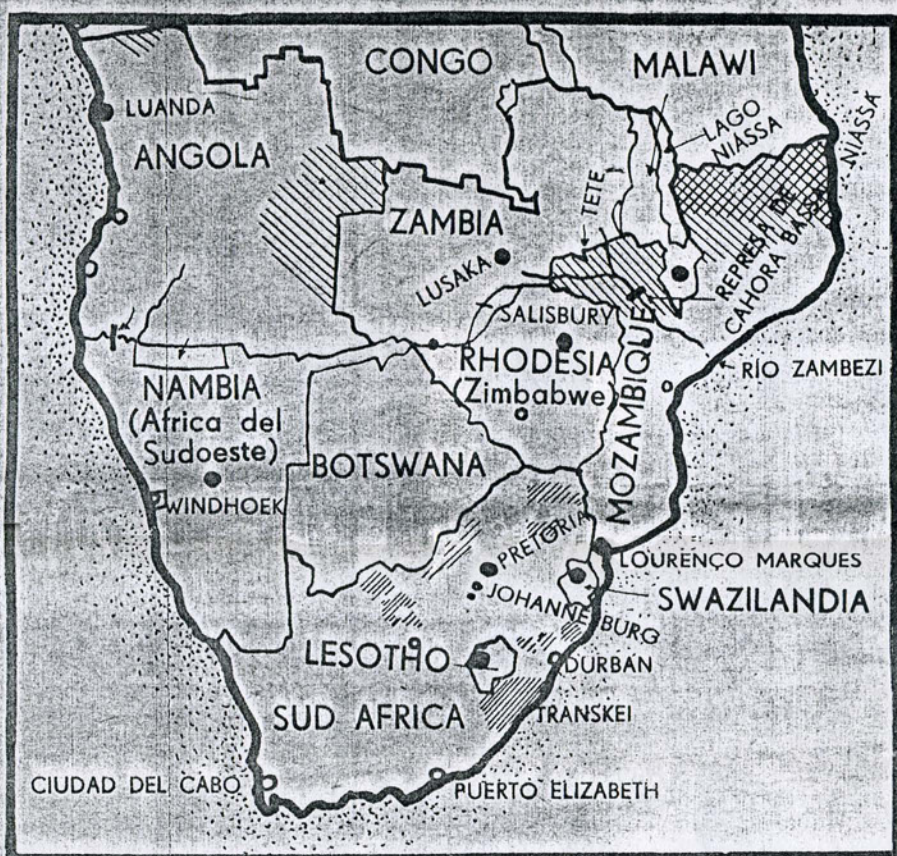 CONGO
MALAWI
LUANDA
ANGOLA
LAGO
NIASSA
NIASSA
TETE
ZAMBIA
LUSAKA
REPRESA DE
CAHORA BASSA
SALISBURY
RHODESIA
(Zimbabwe)
MOZAMBIQUE
RÍO ZAMBEZI
NAMBIA
(Africa del
Sudoeste)
WINDHOEK
BOTSWANA
PRETORIA
JOHANNESBURG
LOURENÇO MARQUES
SWAZILANDIA
LESOTHO
DURBAN
SUD AFRICA
TRANSKEI
CIUDAD DEL CABO
PUERTO ELIZABETH